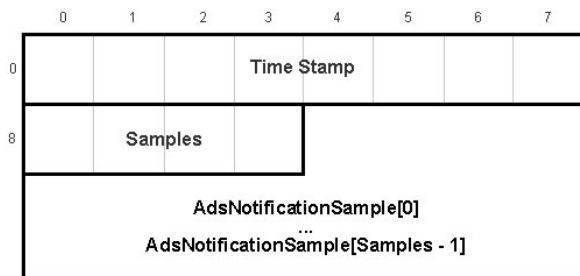 0 1 2 3 4 5 6 7
0 Time Stamp
8 Samples
AdsNotificationSample[0]
...
AdsNotificationSample[Samples - 1]